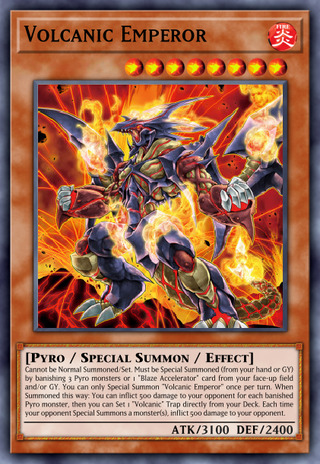 Volcanic Emperor
FIRE
炎
[Pyro / Special Summon / Effect]
Cannot be Normal Summoned/Set. Must be Special Summoned (from your hand or GY)
by banishing 3 Pyro monsters or 1 "Blaze Accelerator" card from your face-up field
and/or GY. You can only Special Summon "Volcanic Emperor" once per turn. When
Summoned this way: You can inflict 500 damage to your opponent for each banished
Pyro monster, then you can Set 1 "Volcanic" Trap directly from your Deck. Each time
your opponent Special Summons a monster(s), inflict 500 damage to your opponent.
ATK/3100 DEF/2400